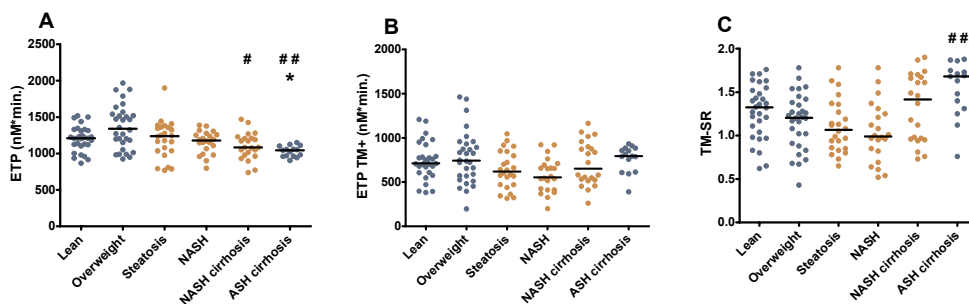 A
ETP (nM*min.)
2500
2000
1500
1000
500
0
#
##
*
Lean
Overweight
Steatosis
NASH
NASH cirrhosis
ASH cirrhosis
B
ETP TM+ (nM*min.)
2000
1500
1000
500
0
Lean
Overweight
Steatosis
NASH
NASH cirrhosis
ASH cirrhosis
C
TM-SR
2.0
1.5
1.0
0.5
0.0
##
Lean
Overweight
Steatosis
NASH
NASH cirrhosis
ASH cirrhosis